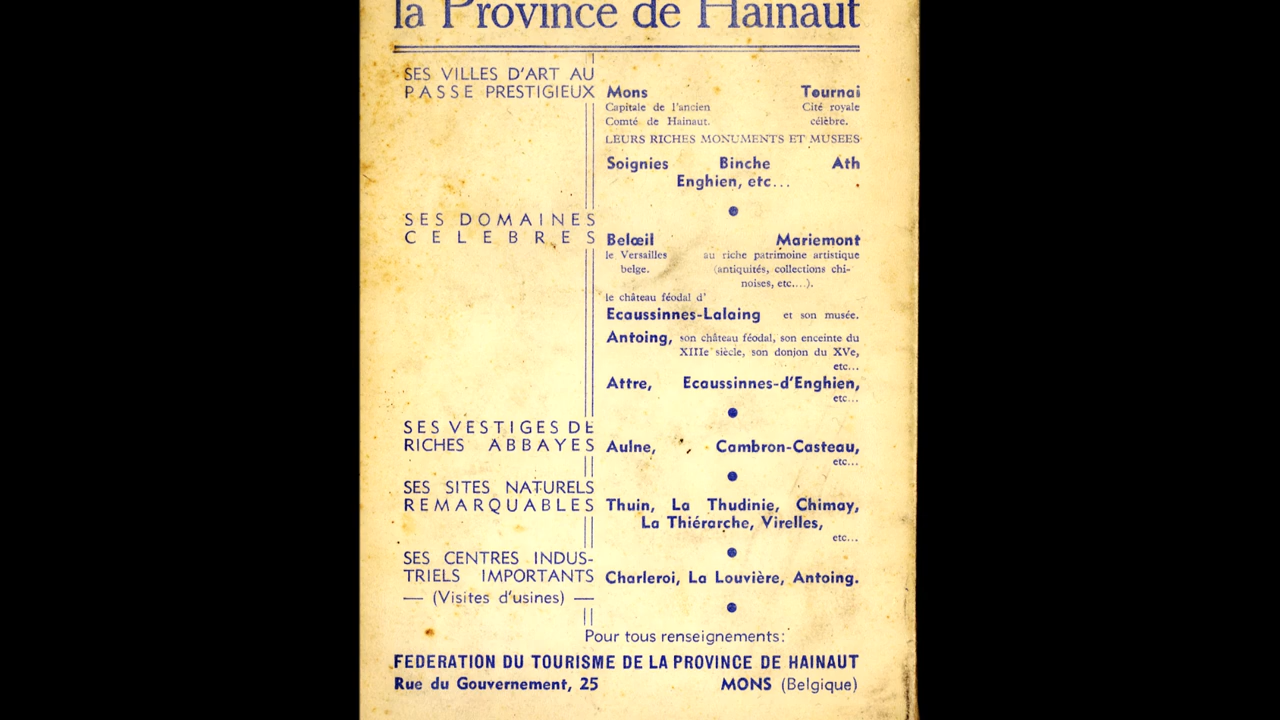 la Province de Hainaut
SES VILLES D'ART AU
PASSE PRESTIGIEUX
Mons Tournai
Capitale de l'ancien Cité royale
Comté de Hainaut. célèbre.
LEURS RICHES MONUMENTS ET MUSEES
Soignies Binche Ath
Enghien, etc...
SES DOMAINES
CELEBRES
Belœil Mariemont
le Versailles au riche patrimoine artistique
belge. (antiquités, collections chi-
noises, etc....).
le château féodal d'
Ecaussinnes-Lalaing et son musée.
Antoing, son château féodal, son enceinte du
XIIIe siècle, son donjon du XVe,
etc...
Attre, Ecaussinnes-d'Enghien,
etc...
SES VESTIGES DE
RICHES ABBAYES
Aulne, Cambron-Casteau,
etc...
SES SITES NATURELS
REMARQUABLES
Thuin, La Thudinie, Chimay,
La Thiérarche, Virelles,
etc...
SES CENTRES INDUS-
TRIELS IMPORTANTS
— (Visites d'usines) —
Charleroi, La Louvière, Antoing.
Pour tous renseignements:
FEDERATION DU TOURISME DE LA PROVINCE DE HAINAUT
Rue du Gouvernement, 25 MONS (Belgique)